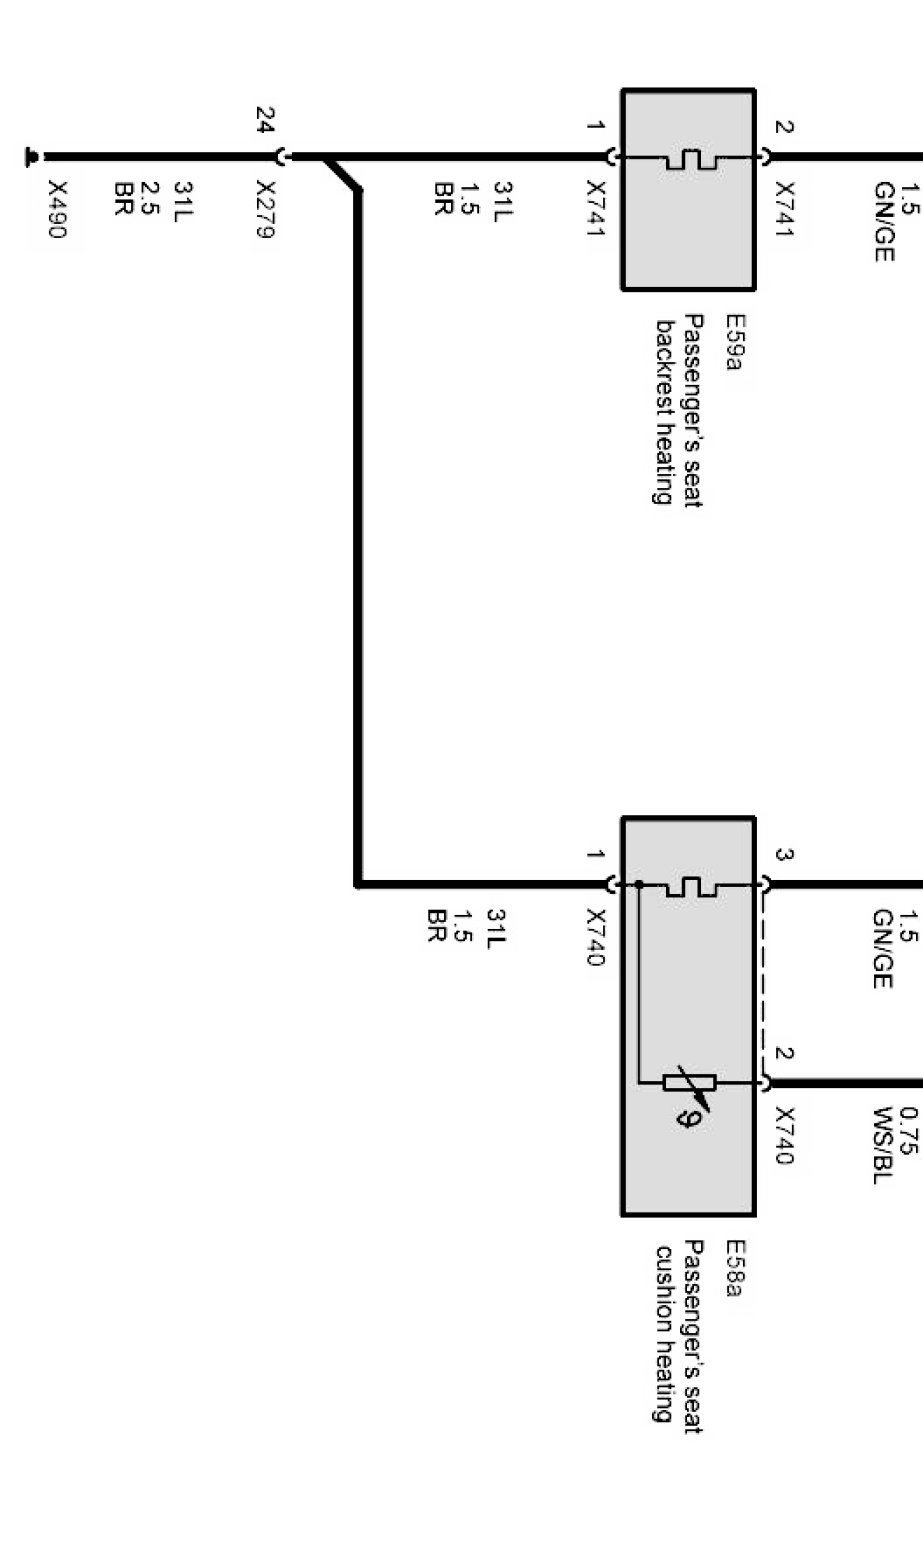 2
X741
1.5
GN/GE
E59a
Passenger's seat
backrest heating
1
X741
31L
1.5
BR
24
X279
31L
2.5
BR
X490
3
1.5
GN/GE
2
X740
0.75
WS/BL
E58a
Passenger's seat
cushion heating
ϑ
1
X740
31L
1.5
BR